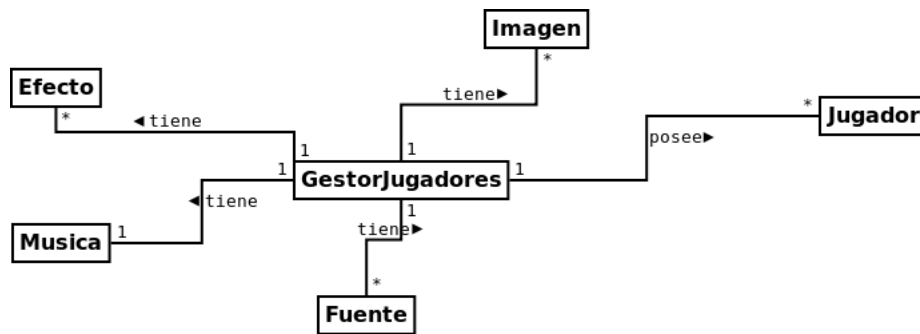 Imagen
*
Efecto
tiene►
*
◄tiene
*
Jugador
1
1
posee►
1
GestorJugadores
1
◄tiene
1
tiene►
Musica
1
*
Fuente